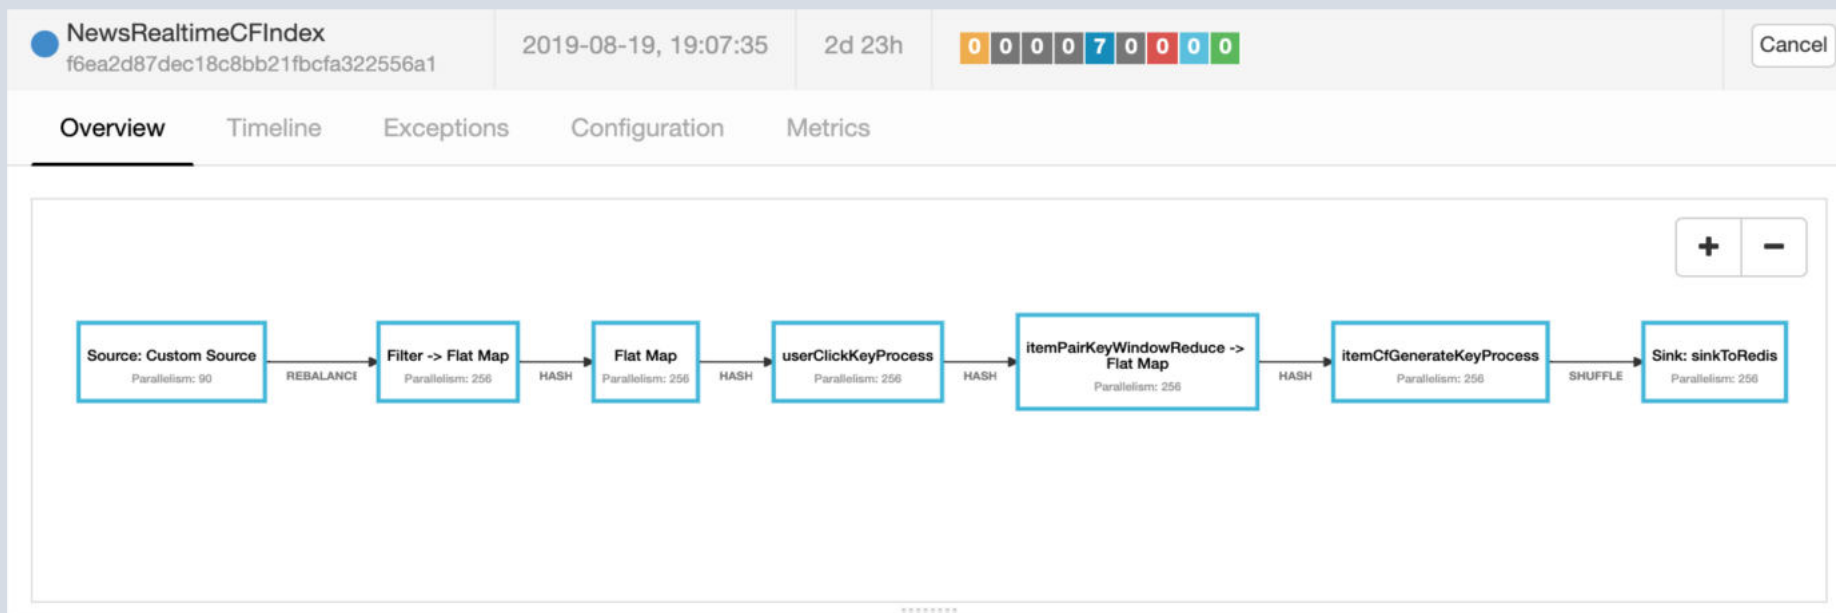 NewsRealtimeCFIndex
f6ea2d87dec18c8bb21fbcfa322556a1
2019-08-19, 19:07:35
2d 23h
0 0 0 0 7 0 0 0 0
Cancel
Overview
Timeline
Exceptions
Configuration
Metrics
+
−
Source: Custom Source
Parallelism: 90
REBALANCE
Filter -> Flat Map
Parallelism: 256
HASH
Flat Map
Parallelism: 256
HASH
userClickKeyProcess
Parallelism: 256
HASH
itemPairKeyWindowReduce ->
Flat Map
Parallelism: 256
HASH
itemCfGenerateKeyProcess
Parallelism: 256
SHUFFLE
Sink: sinkToRedis
Parallelism: 256